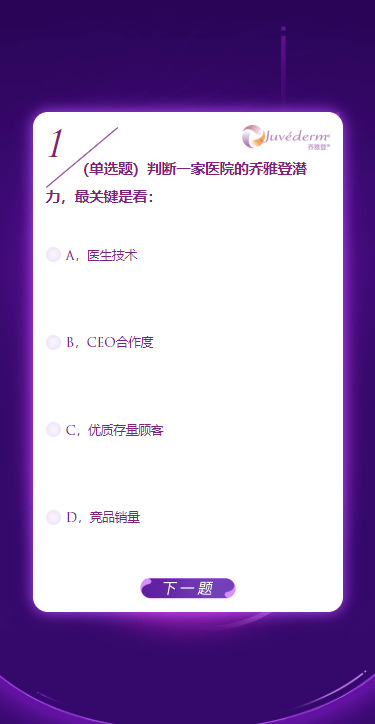 1
Juvéderm®
乔雅登®
（单选题）判断一家医院的乔雅登潜
力，最关键是看：
A，医生技术
B，CEO合作度
C，优质存量顾客
D，竞品销量
下一题